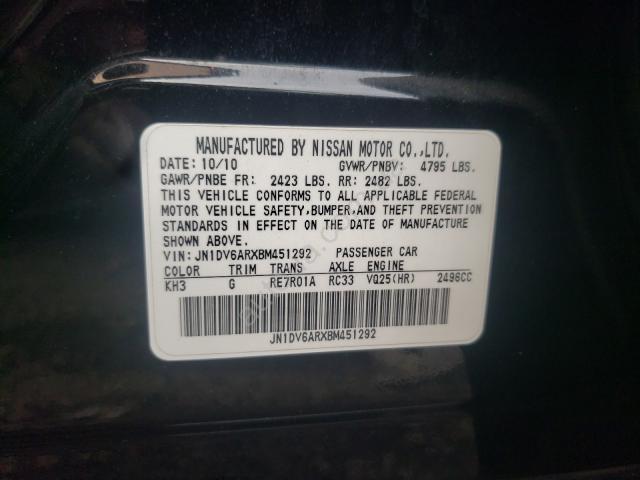 MANUFACTURED BY NISSAN MOTOR CO.,LTD.
DATE: 10/10 GVWR/PNBV: 4795 LBS.
GAWR/PNBE FR: 2423 LBS. RR: 2482 LBS.
THIS VEHICLE CONFORMS TO ALL APPLICABLE FEDERAL
MOTOR VEHICLE SAFETY,BUMPER,AND THEFT PREVENTION
STANDARDS IN EFFECT ON THE DATE OF MANUFACTURE
SHOWN ABOVE.
VIN:JN1DV6ARXBM451292 PASSENGER CAR
COLOR TRIM TRANS AXLE ENGINE
KH3 G RE7R01A RC33 VQ25(HR) 2496CC
JN1DV6ARXBM451292